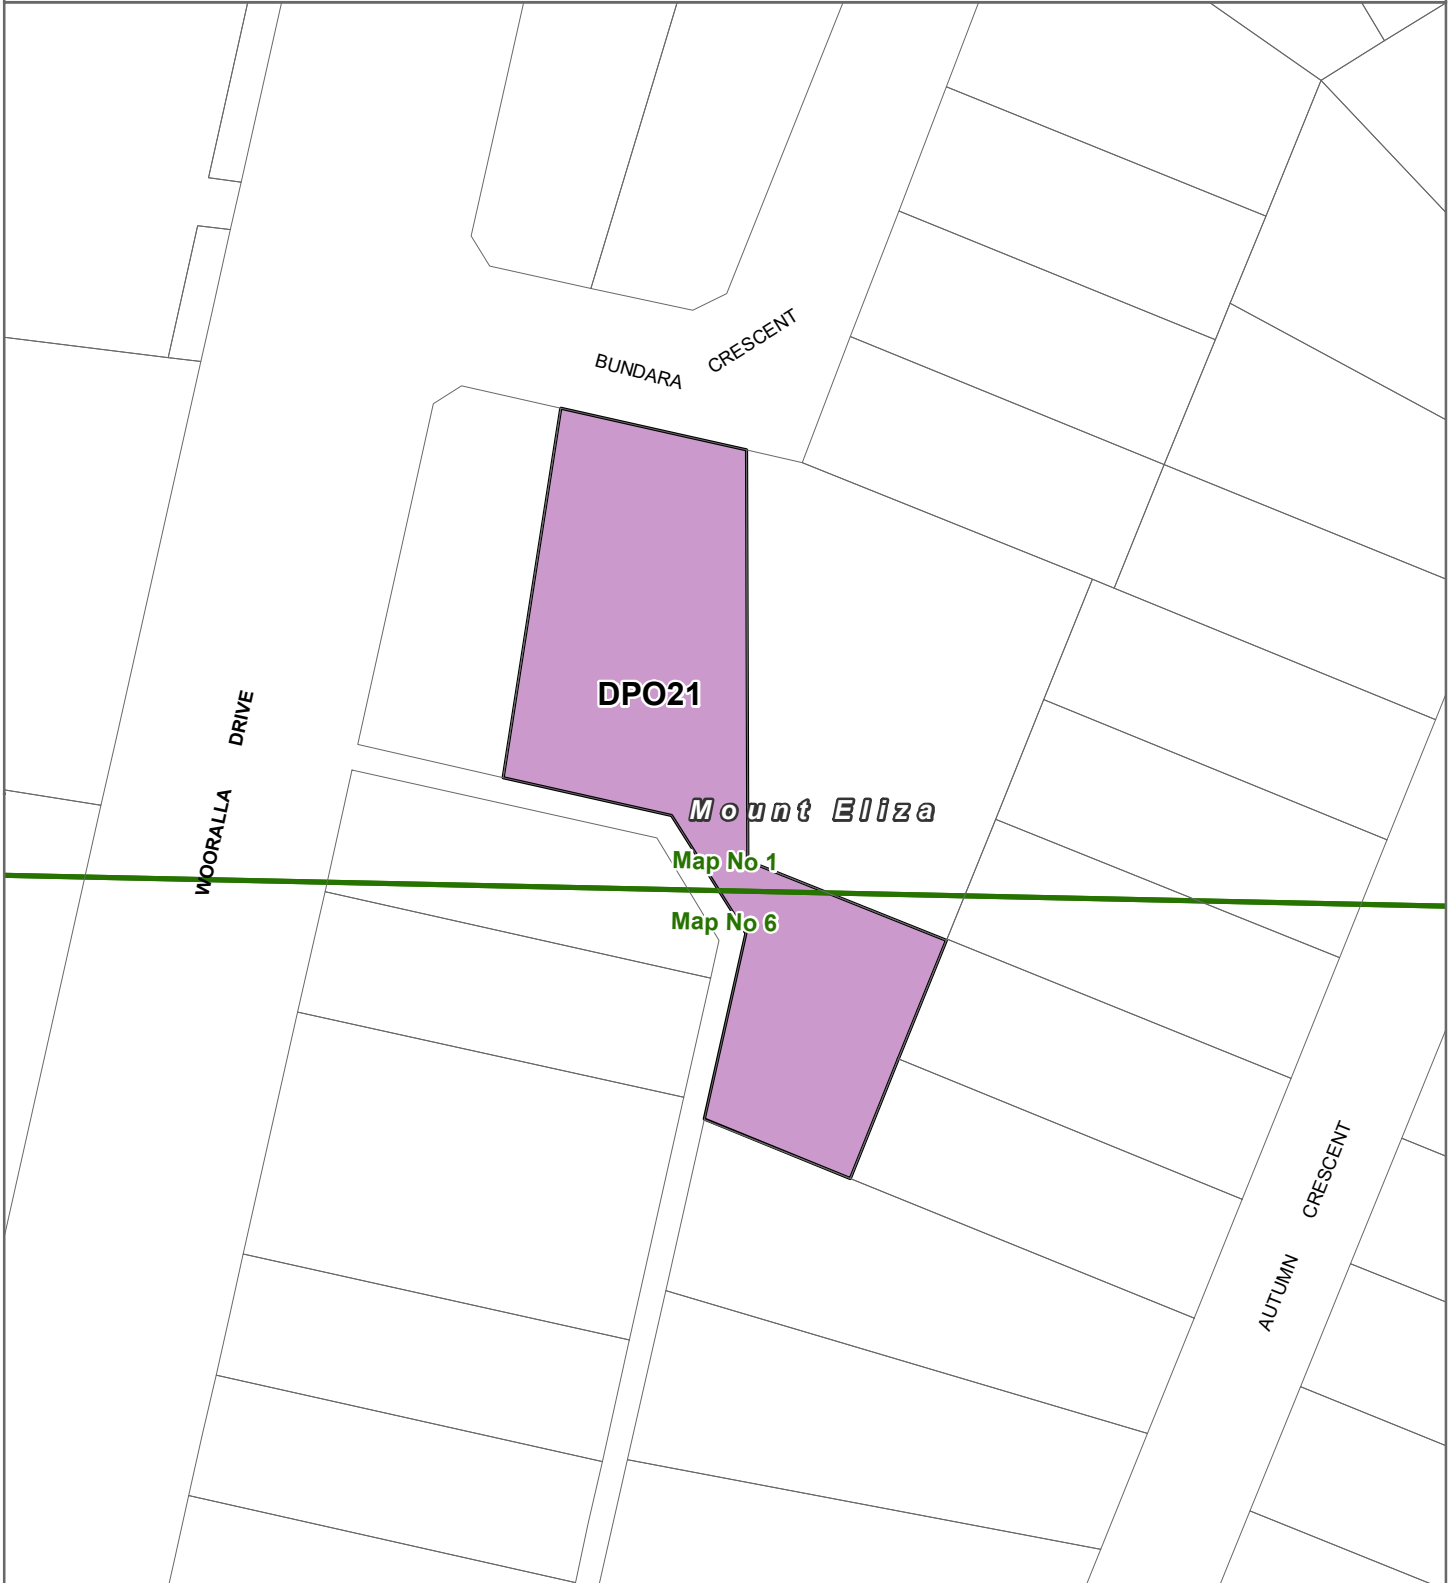 BUNDARA CRESCENT
DPO21
WOORALLA DRIVE
Mount Eliza
Map No 1
Map No 6
AUTUMN CRESCENT